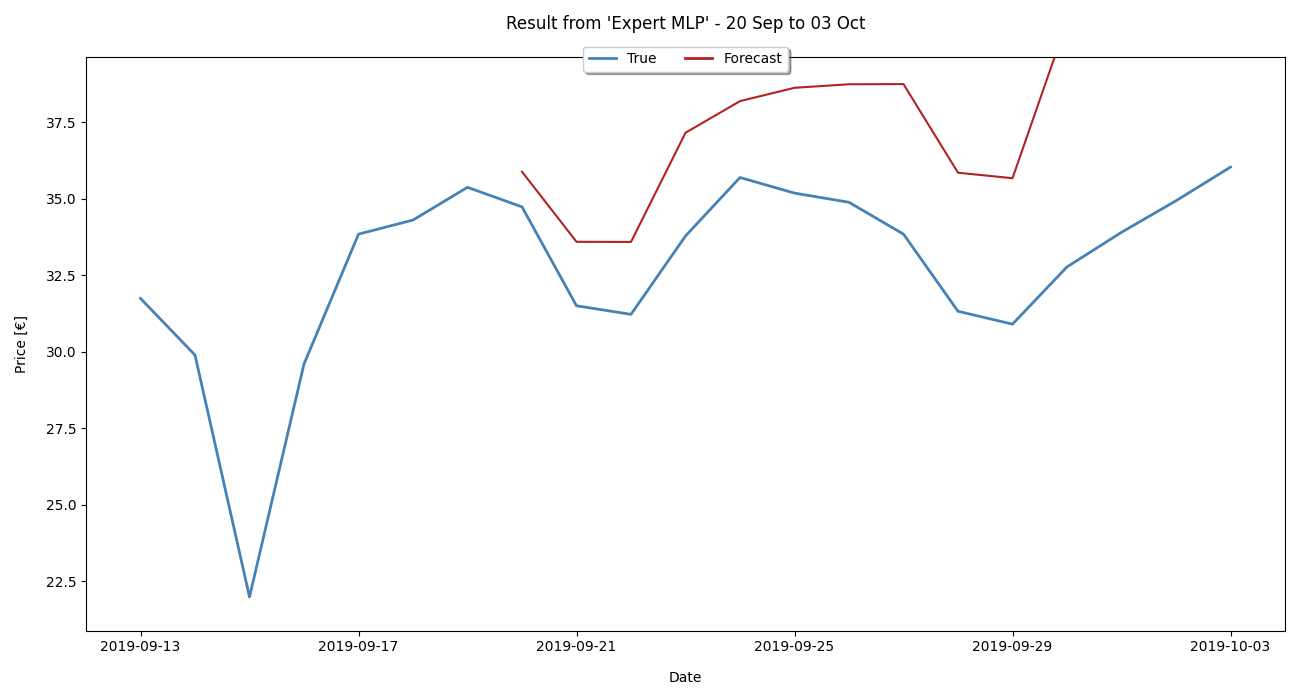 Result from 'Expert MLP' - 20 Sep to 03 Oct
True Forecast
37.5
35.0
32.5
30.0
27.5
25.0
22.5
Price [€]
2019-09-13 2019-09-17 2019-09-21 2019-09-25 2019-09-29 2019-10-03
Date